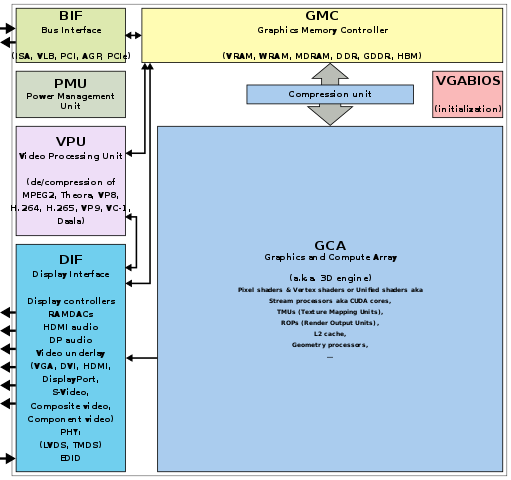 BIF
Bus Interface
(ISA, VLB, PCI, AGP, PCIe)
GMC
Graphics Memory Controller
(VRAM, WRAM, MDRAM, DDR, GDDR, HBM)
PMU
Power Management
Unit
Compression unit
VGABIOS
(initialization)
VPU
Video Processing Unit
(de/compression of
MPEG2, Theora, VP8,
H.264, H.265, VP9, VC-1,
Daala)
DIF
Display Interface
Display controllers
RAMDACs
HDMI audio
DP audio
Video underlay
(VGA, DVI, HDMI,
DisplayPort,
S-Video,
Composite video,
Component video)
PHY:
(LVDS, TMDS)
EDID
GCA
Graphics and Compute Array
(a.k.a. 3D engine)
Pixel shaders & Vertex shaders or Unified shaders aka
Stream processors aka CUDA cores,
TMUs (Texture Mapping Units),
ROPs (Render Output Units),
L2 cache,
Geometry processors,
...